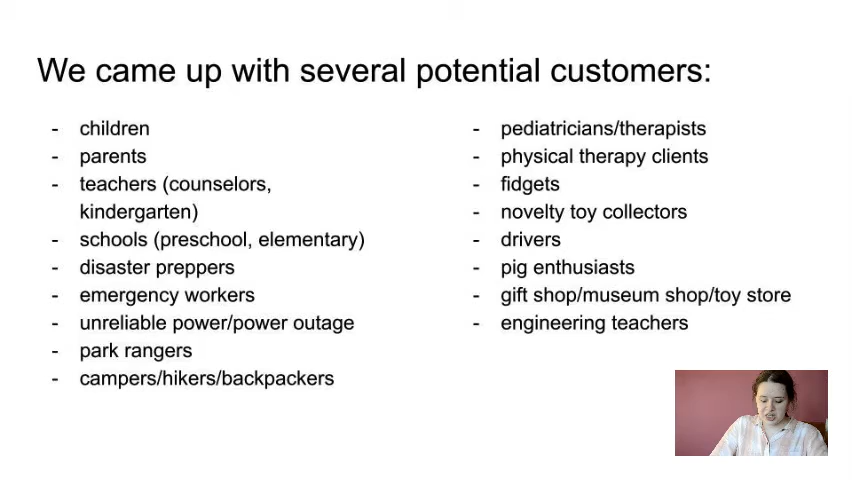 We came up with several potential customers:
- children
- parents
- teachers (counselors,
kindergarten)
- schools (preschool, elementary)
- disaster preppers
- emergency workers
- unreliable power/power outage
- park rangers
- campers/hikers/backpackers
- pediatricians/therapists
- physical therapy clients
- fidgets
- novelty toy collectors
- drivers
- pig enthusiasts
- gift shop/museum shop/toy store
- engineering teachers